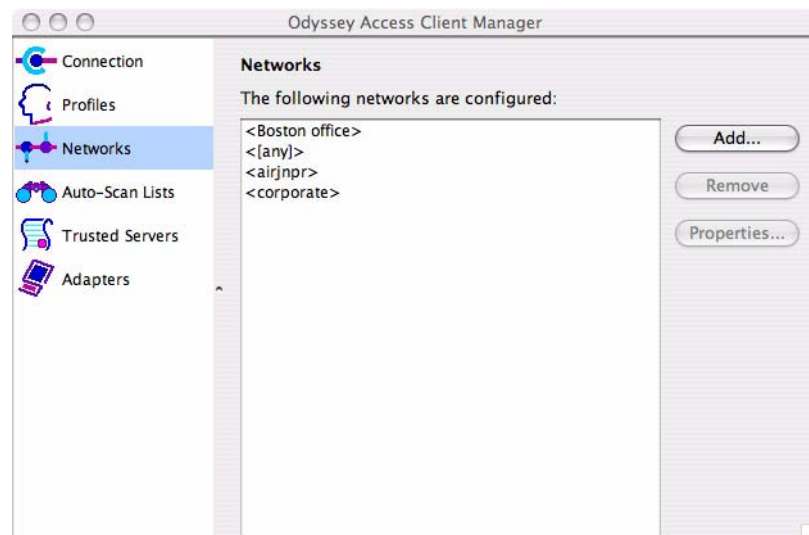 Odyssey Access Client Manager
Connection
Profiles
Networks
Auto-Scan Lists
Trusted Servers
Adapters
Networks
The following networks are configured:
<Boston office>
<[any]>
<airjnpr>
<corporate>
Add...
Remove
Properties...